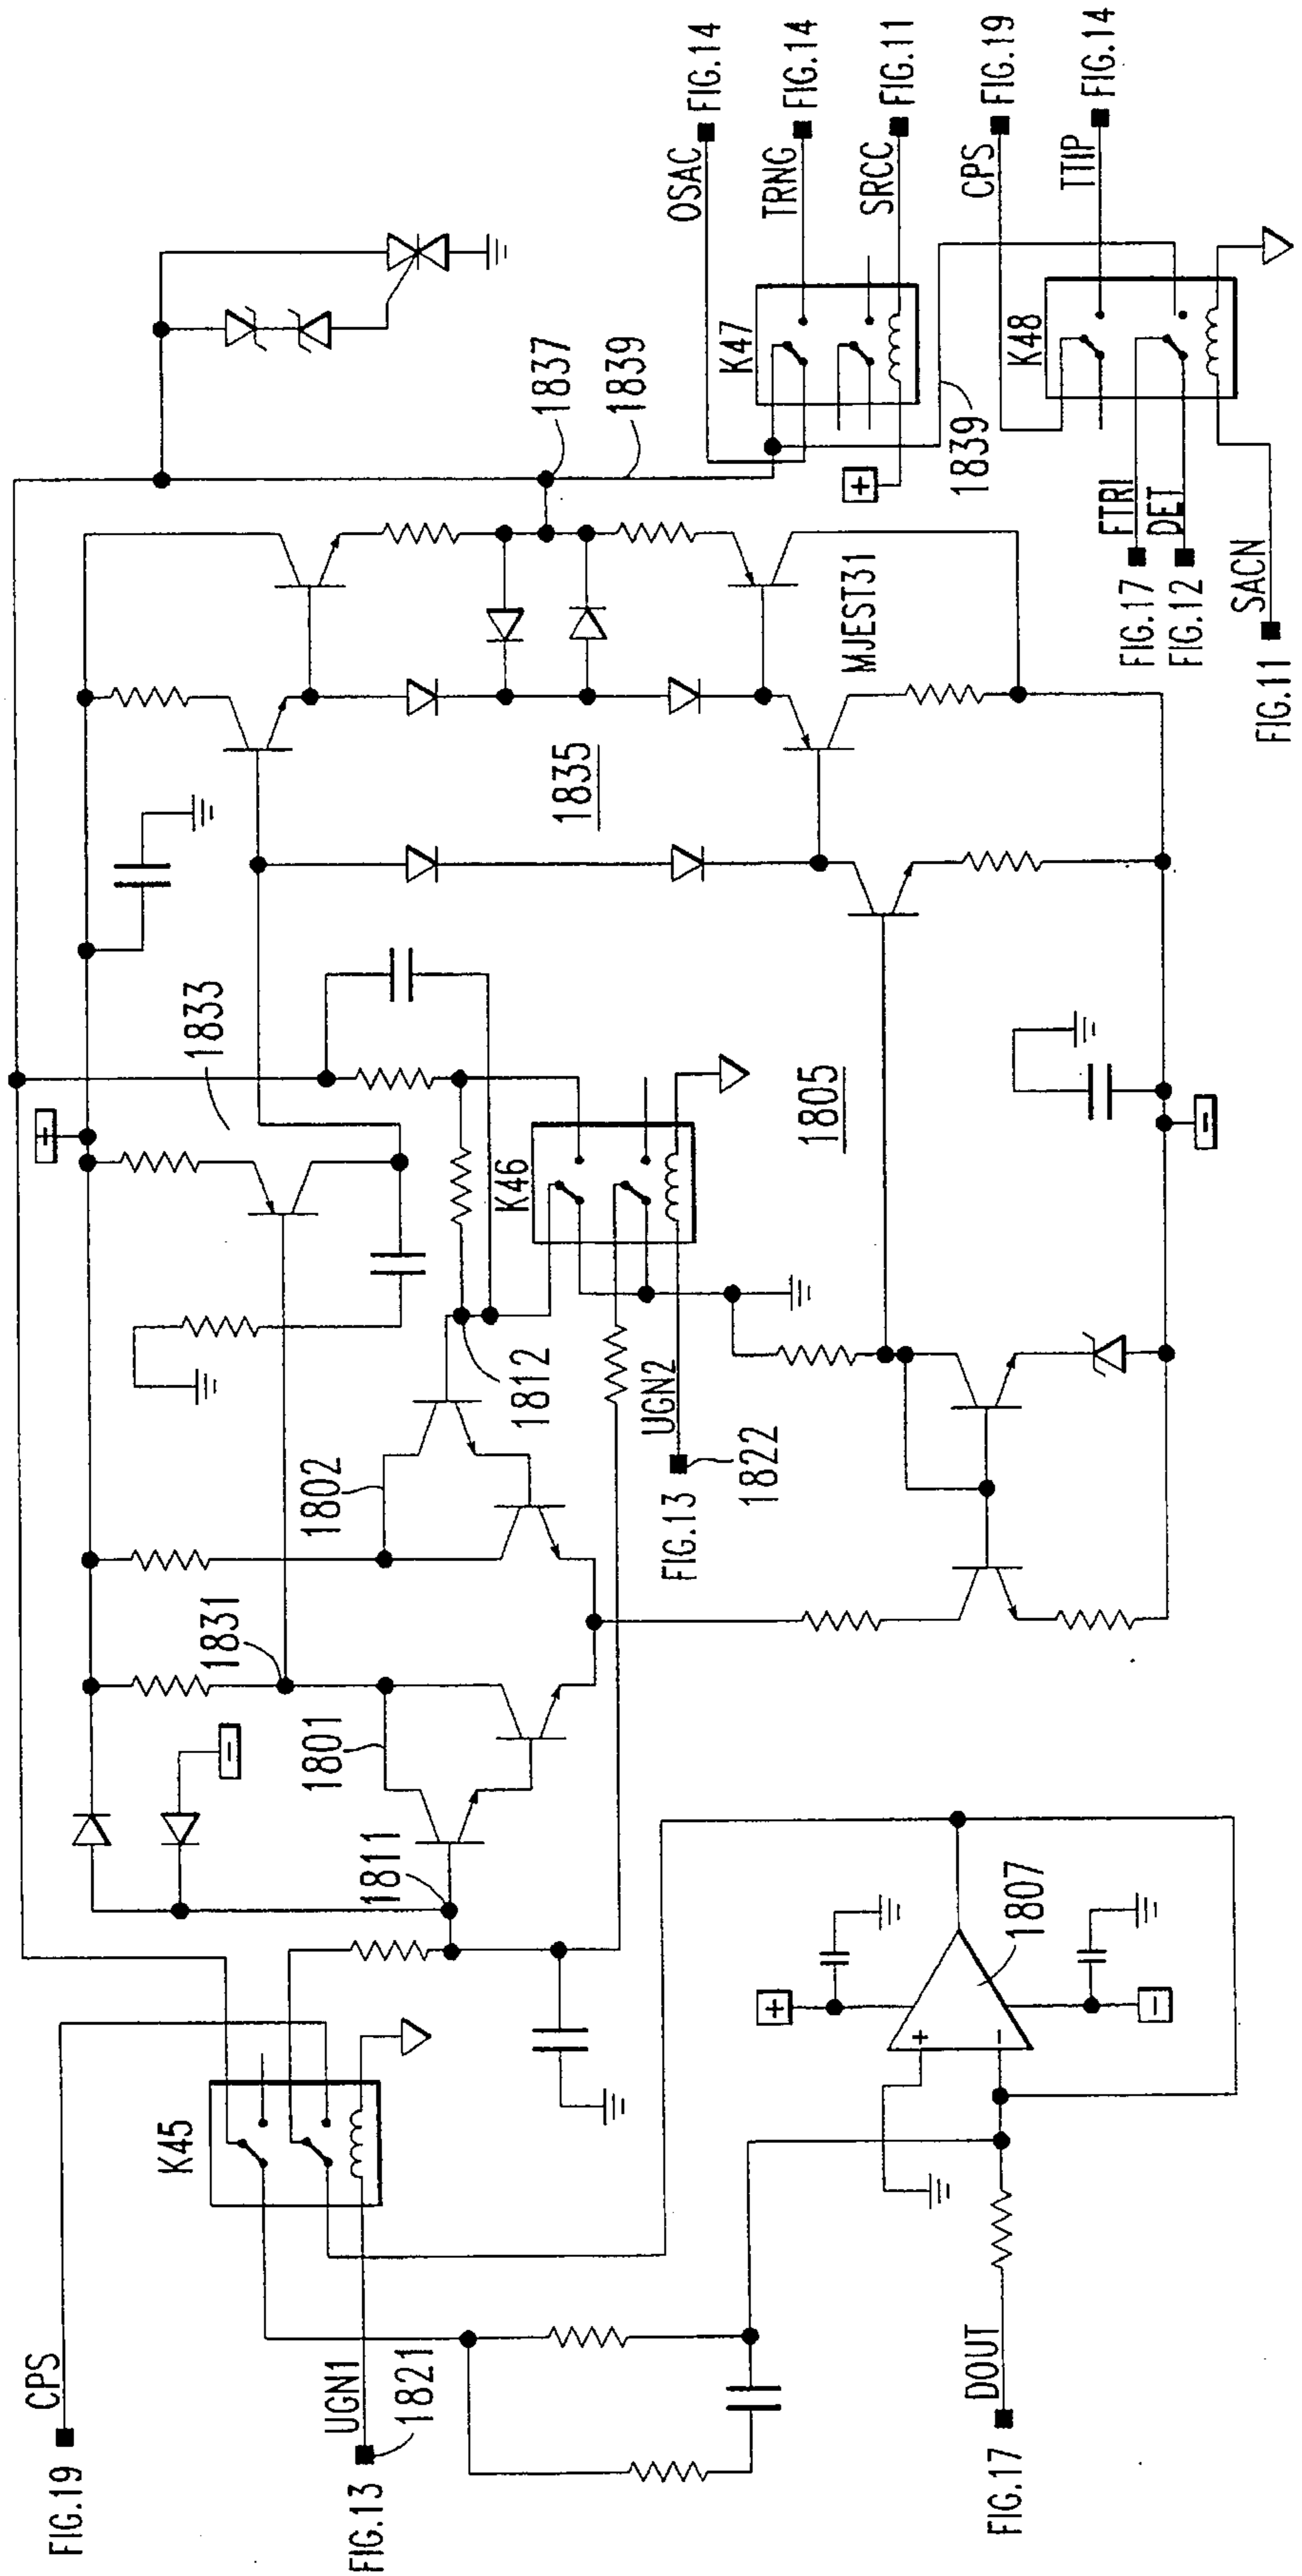 FIG.19
CPS
K45
UGN1
FIG.13
1821
DOUT
FIG.17
+
-
1807
+
-
1811
1801
1831
1802
1812
FIG.13
UGN2
1822
K46
1833
+
1805
-
1835
MJEST31
1837
1839
OSAC
FIG.14
TRNG
FIG.14
SRCC
FIG.11
K47
+
1839
CPS
FIG.19
TTIP
FIG.14
K48
FTRI
FIG.17
DET
FIG.12
SACN
FIG.11
-
+
-